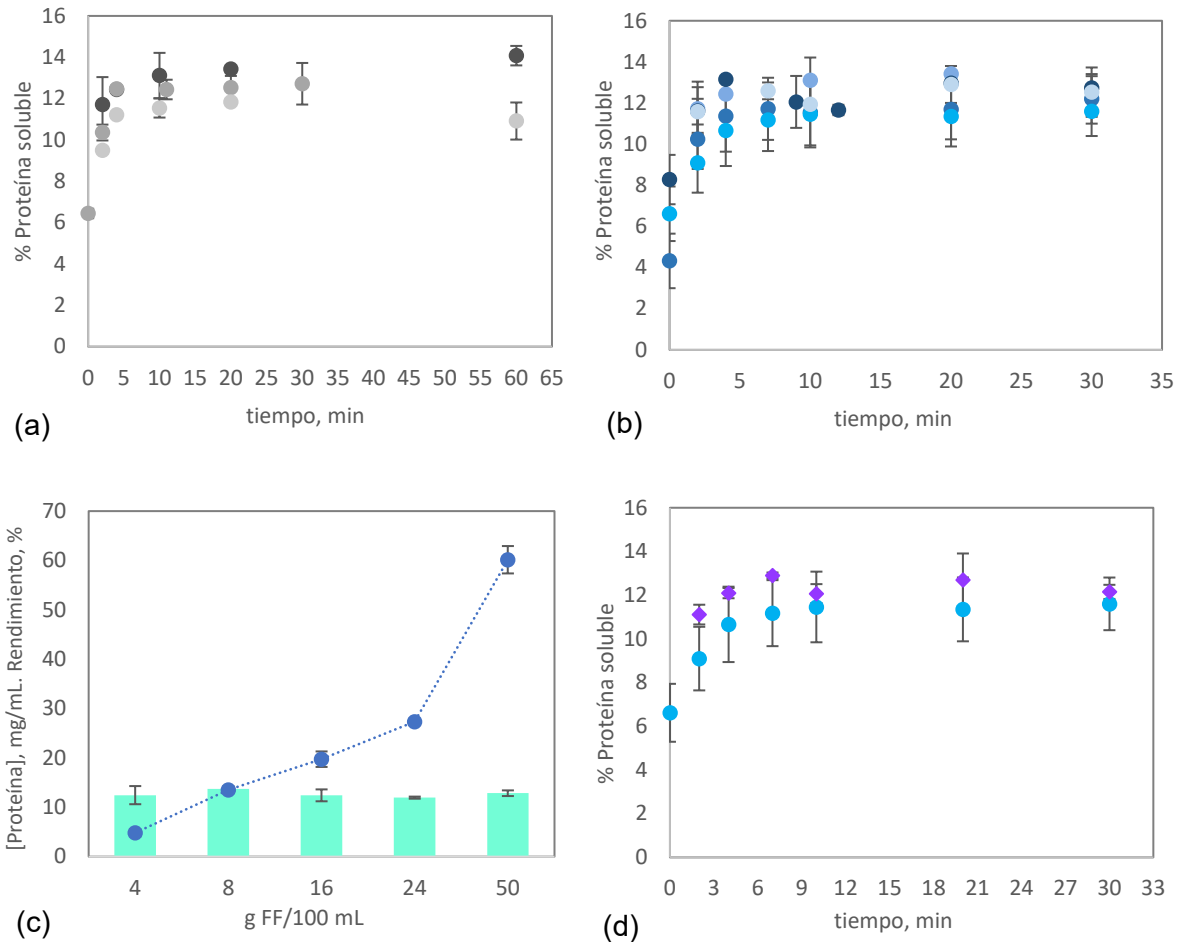 16
14
12
10
8
6
4
2
0
% Proteína soluble
0 5 10 15 20 25 30 35 40 45 50 55 60 65
tiempo, min
(a)
16
14
12
10
8
6
4
2
0
% Proteína soluble
0 5 10 15 20 25 30 35
tiempo, min
(b)
70
60
50
40
30
20
10
0
[Proteína], mg/mL. Rendimiento, %
4 8 16 24 50
g FF/100 mL
(c)
16
14
12
10
8
6
4
2
0
% Proteína soluble
0 3 6 9 12 15 18 21 24 27 30 33
tiempo, min
(d)